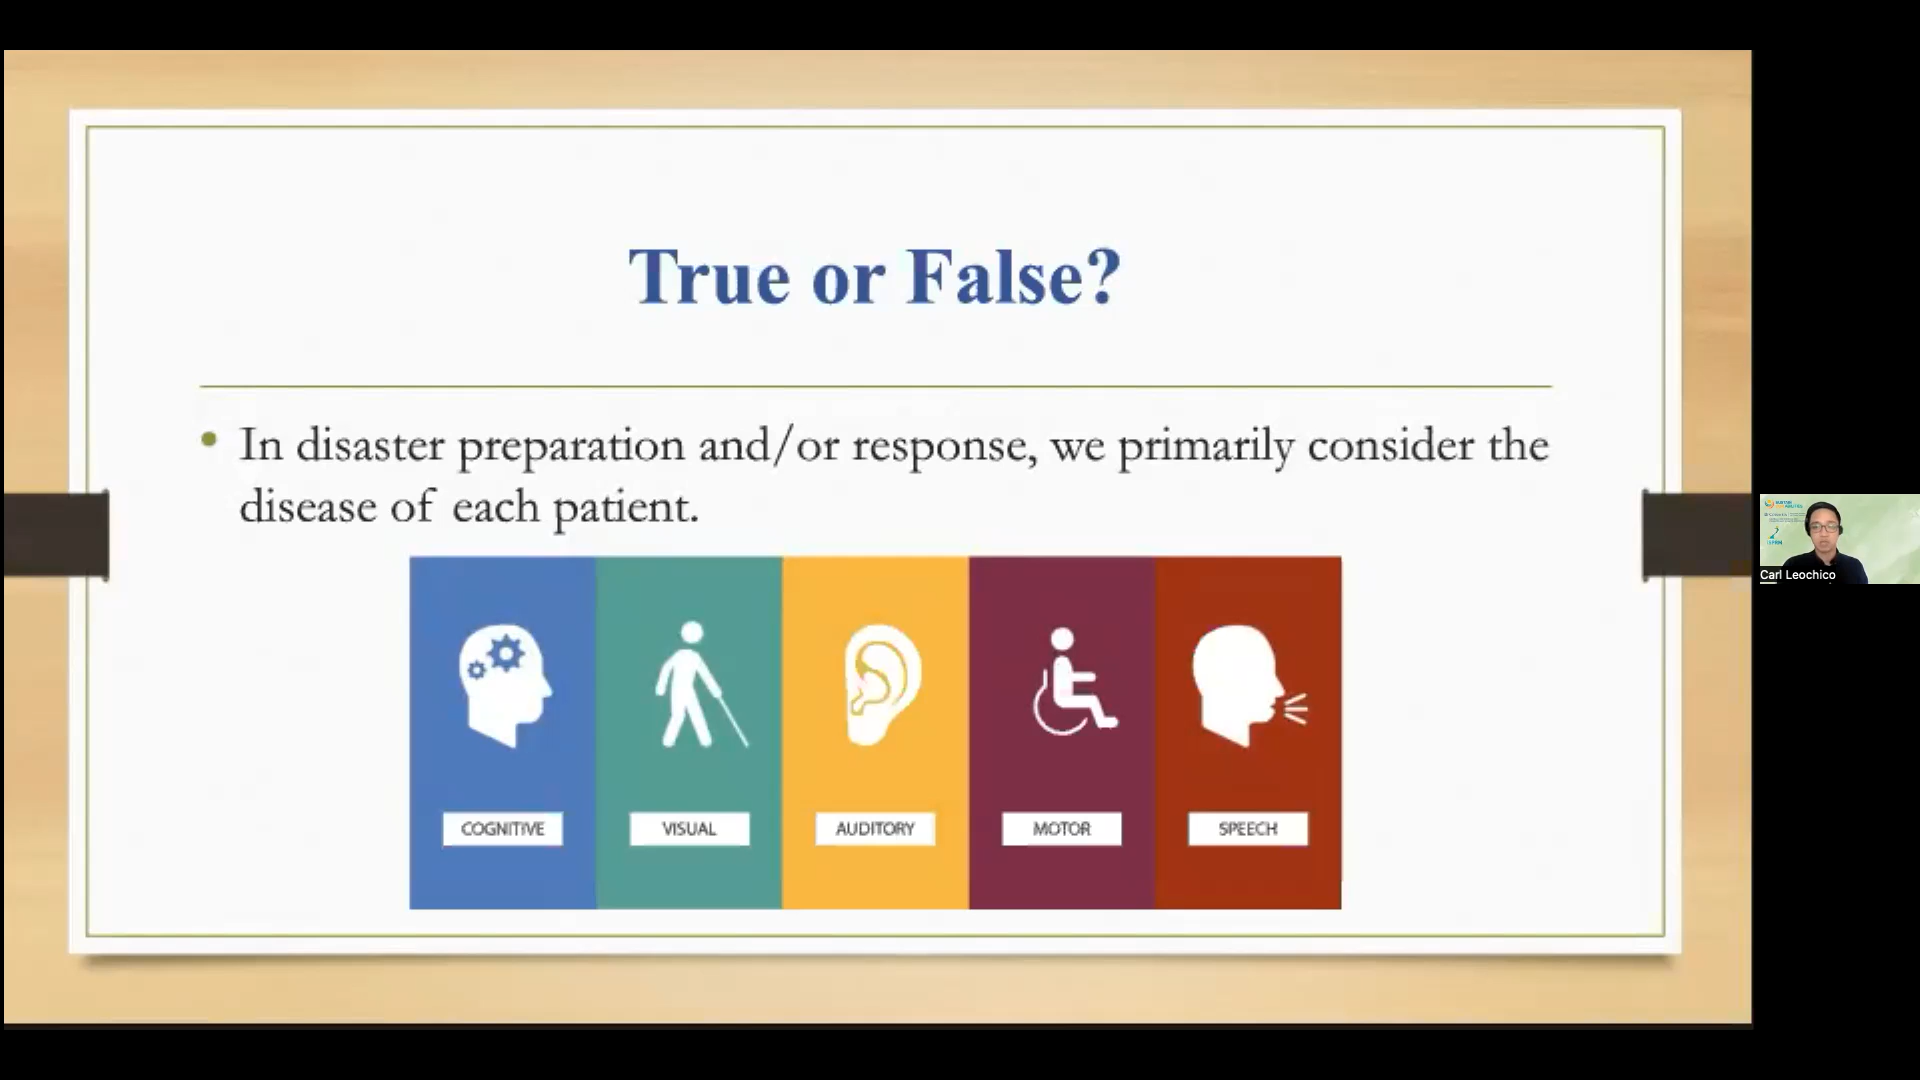 True or False?
• In disaster preparation and/or response, we primarily consider the
disease of each patient.
COGNITIVE
VISUAL
AUDITORY
MOTOR
SPEECH
Carl Leochico